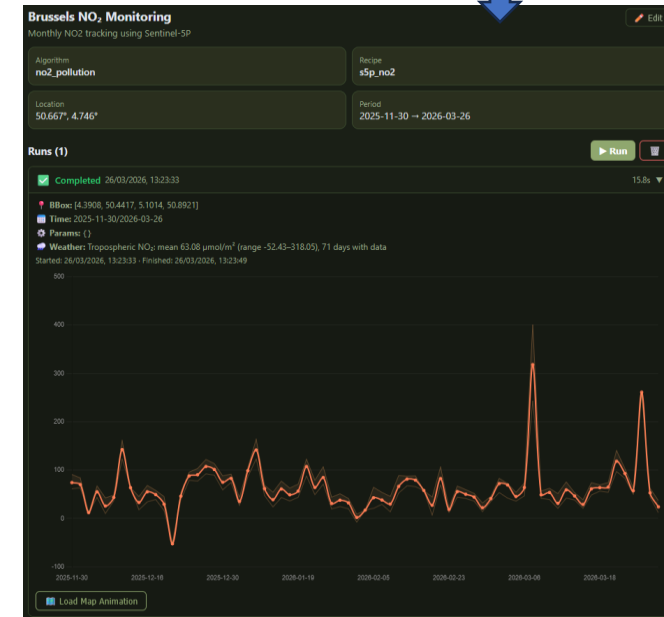 Brussels NO₂ Monitoring
Edit
Monthly NO2 tracking using Sentinel-5P
Algorithm
no2_pollution
Recipe
s5p_no2
Location
50.667°, 4.746°
Period
2025-11-30 → 2026-03-26
Runs (1)
▶ Run
Completed 26/03/2026, 13:23:33
15.8s ▼
BBox: [4.3908, 50.4417, 5.1014, 50.8921]
Time: 2025-11-30/2026-03-26
Params: {}
Weather: Tropospheric NO₂: mean 63.08 μmol/m² (range -52.43–318.05), 71 days with data
Started: 26/03/2026, 13:23:33 · Finished: 26/03/2026, 13:23:49
500
400
300
200
100
0
-100
2025-11-30 2025-12-16 2025-12-30 2026-01-19 2026-02-05 2026-02-23 2026-03-06 2026-03-18
Load Map Animation